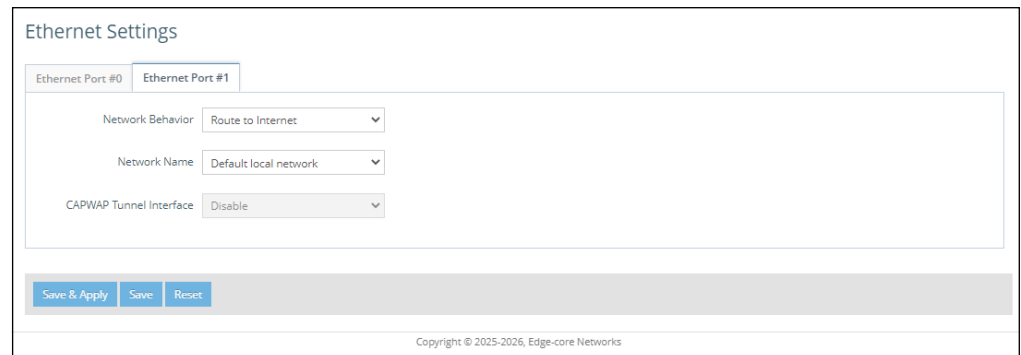 Ethernet Settings
Ethernet Port #0 Ethernet Port #1
Network Behavior Route to Internet
Network Name Default local network
CAPWAP Tunnel Interface Disable
Save & Apply Save Reset
Copyright © 2025-2026, Edge-core Networks